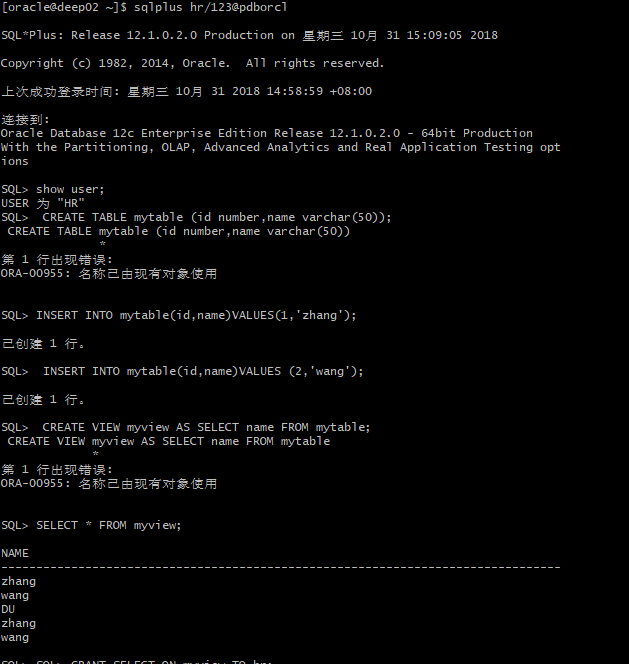 [oracle@deep02 ~]$ sqlplus hr/123@pdborcl
SQL*Plus: Release 12.1.0.2.0 Production on 星期三 10月 31 15:09:05 2018
Copyright (c) 1982, 2014, Oracle.  All rights reserved.
上次成功登录时间: 星期三 10月 31 2018 14:58:59 +08:00
连接到:
Oracle Database 12c Enterprise Edition Release 12.1.0.2.0 - 64bit Production
With the Partitioning, OLAP, Advanced Analytics and Real Application Testing opt
ions
SQL> show user;
USER 为 "HR"
SQL>  CREATE TABLE mytable (id number,name varchar(50));
 CREATE TABLE mytable (id number,name varchar(50))
              *
第 1 行出现错误:
ORA-00955: 名称已由现有对象使用
SQL> INSERT INTO mytable(id,name)VALUES(1,'zhang');
已创建 1 行。
SQL>  INSERT INTO mytable(id,name)VALUES (2,'wang');
已创建 1 行。
SQL>  CREATE VIEW myview AS SELECT name FROM mytable;
 CREATE VIEW myview AS SELECT name FROM mytable
             *
第 1 行出现错误:
ORA-00955: 名称已由现有对象使用
SQL> SELECT * FROM myview;
NAME
--------------------------------------------------------------------------------
zhang
wang
DU
zhang
wang